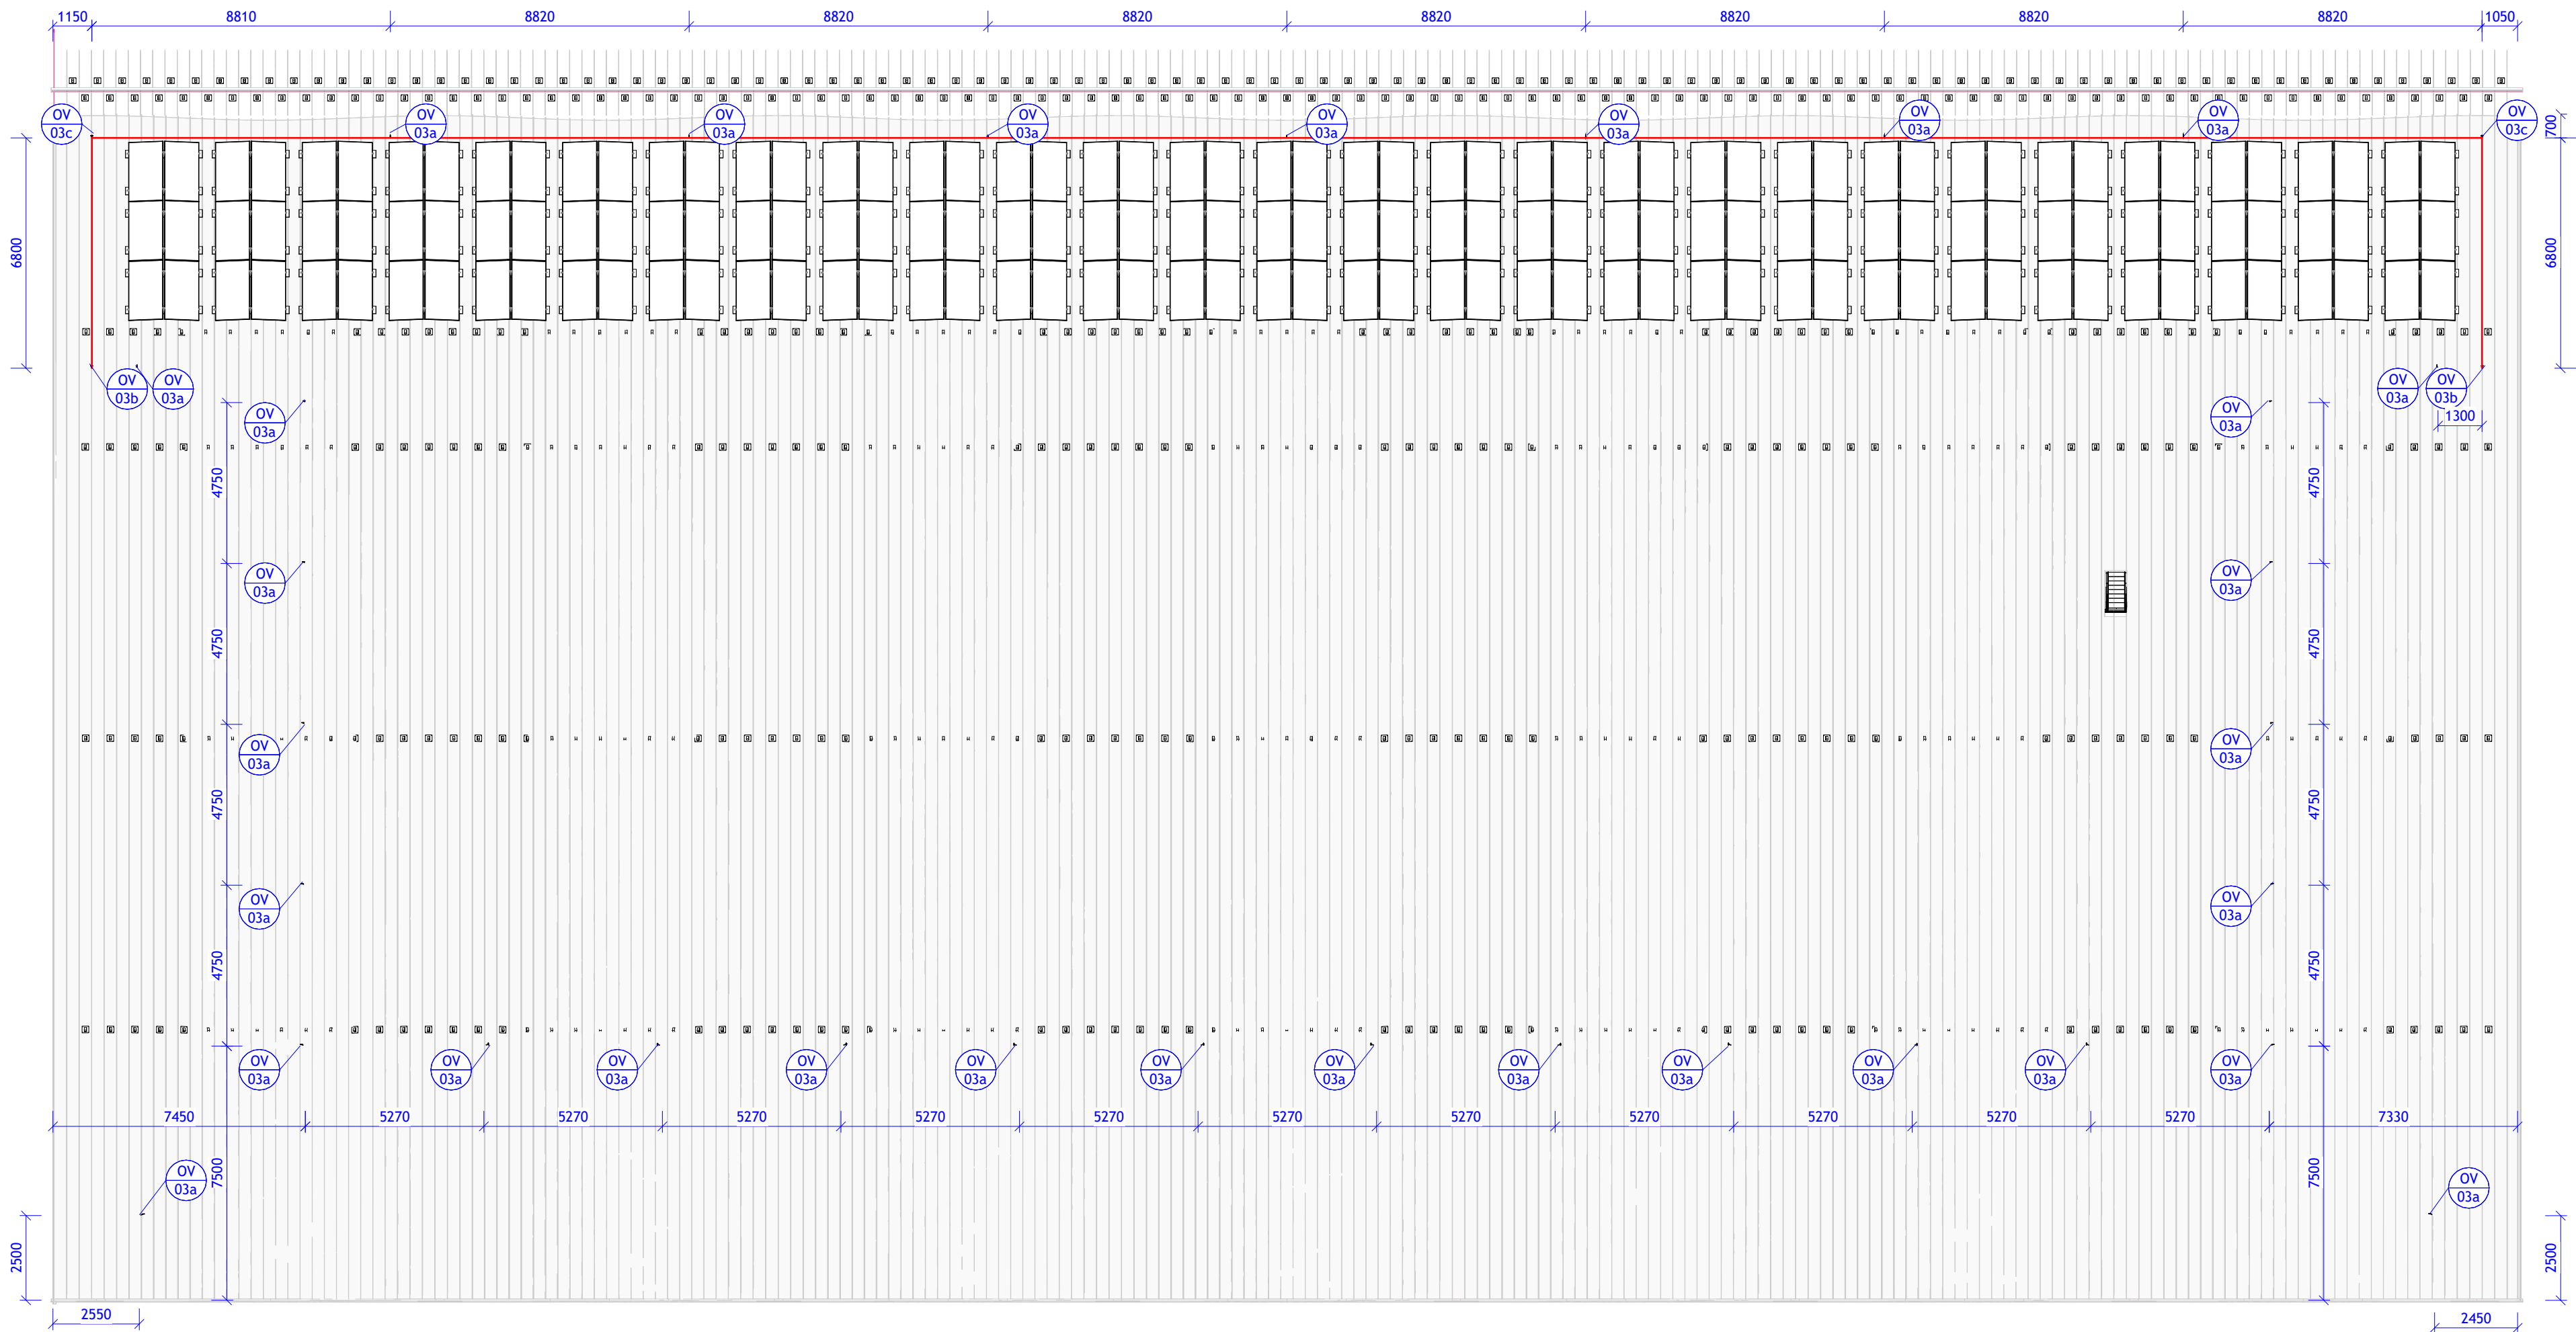 1150 8810 8820 8820 8820 8820 8820 8820 8820 1050
OV OV OV OV OV OV OV OV OV
03c 03a 03a 03a 03a 03a 03a 03a 03c
700
6800 6800
OV OV OV OV
03b 03a 03a 03b
1300
OV OV
03a 03a
4750 4750
OV OV
03a 03a
4750 4750
OV OV
03a 03a
4750 4750
OV OV
03a 03a
4750 4750
OV OV OV OV OV OV OV OV OV OV OV OV
03a 03a 03a 03a 03a 03a 03a 03a 03a 03a 03a 03a
7450 5270 5270 5270 5270 5270 5270 5270 5270 5270 5270 5270 7330
OV OV
03a 03a
7500 7500
2500 2500
2550 2450